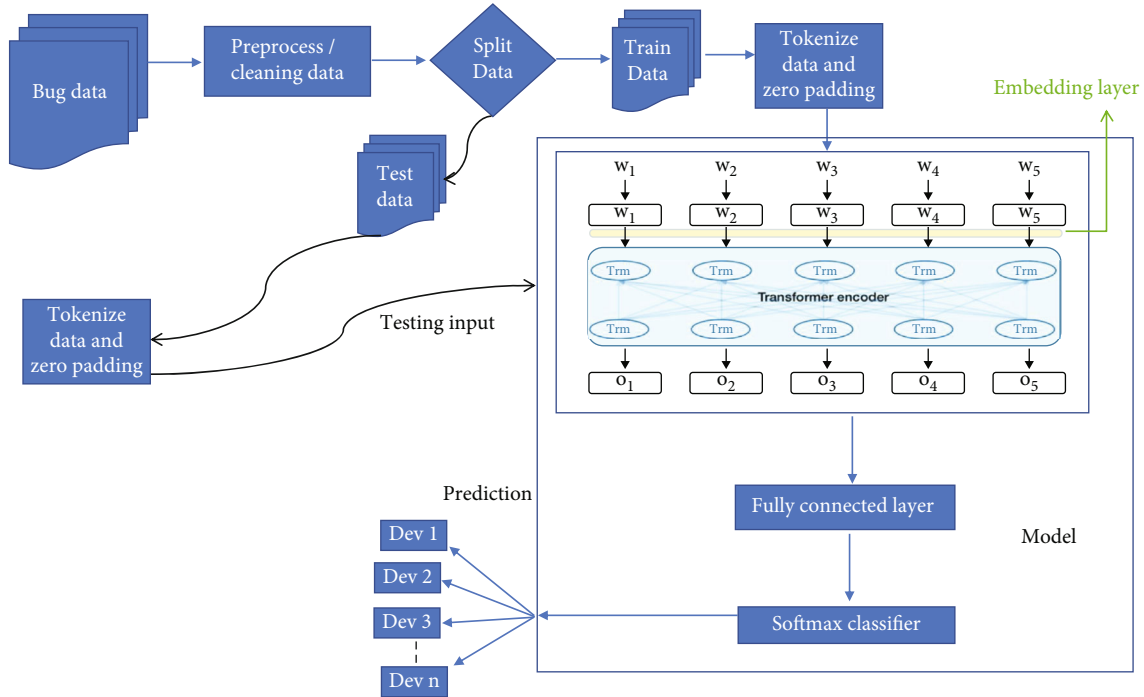 Bug data
Preprocess /
cleaning data
Split
Data
Train
Data
Tokenize
data and
zero padding
Embedding layer
Test
data
w₁ w₂ w₃ w₄ w₅
w₁ w₂ w₃ w₄ w₅
Trm Trm Trm Trm Trm
Transformer encoder
Trm Trm Trm Trm Trm
o₁ o₂ o₃ o₄ o₅
Tokenize
data and
zero padding
Testing input
Fully connected layer
Model
Softmax classifier
Prediction
Dev 1
Dev 2
Dev 3
Dev n